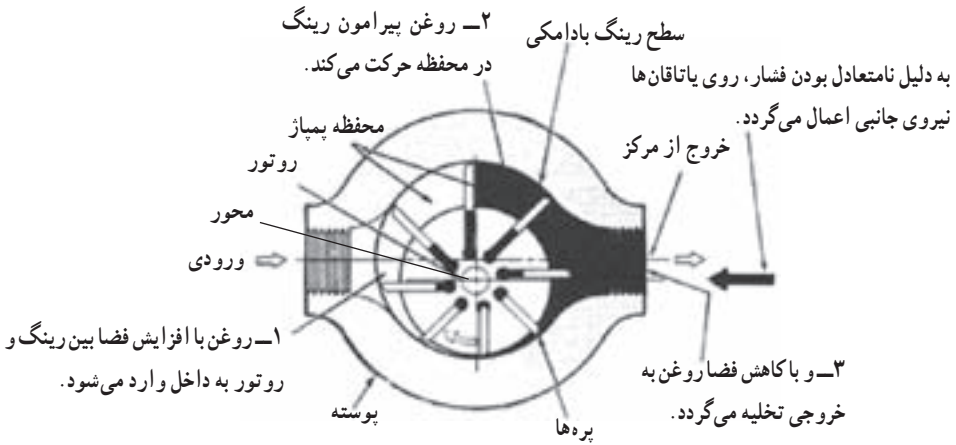 ۲ــ روغن پیرامون رینگ
در محفظه حرکت می‌کند.
سطح رینگ بادامکی
به دلیل نامتعادل بودن فشار، روی یاتاقان‌ها
نیروی جانبی اعمال می‌گردد.
خروج از مرکز
محفظه پمپاژ
روتور
محور
ورودی
۱ــ روغن با افزایش فضا بین رینگ و
روتور به داخل وارد می‌شود.
پوسته
پره‌ها
۳ــ و با کاهش فضا روغن به
خروجی تخلیه می‌گردد.